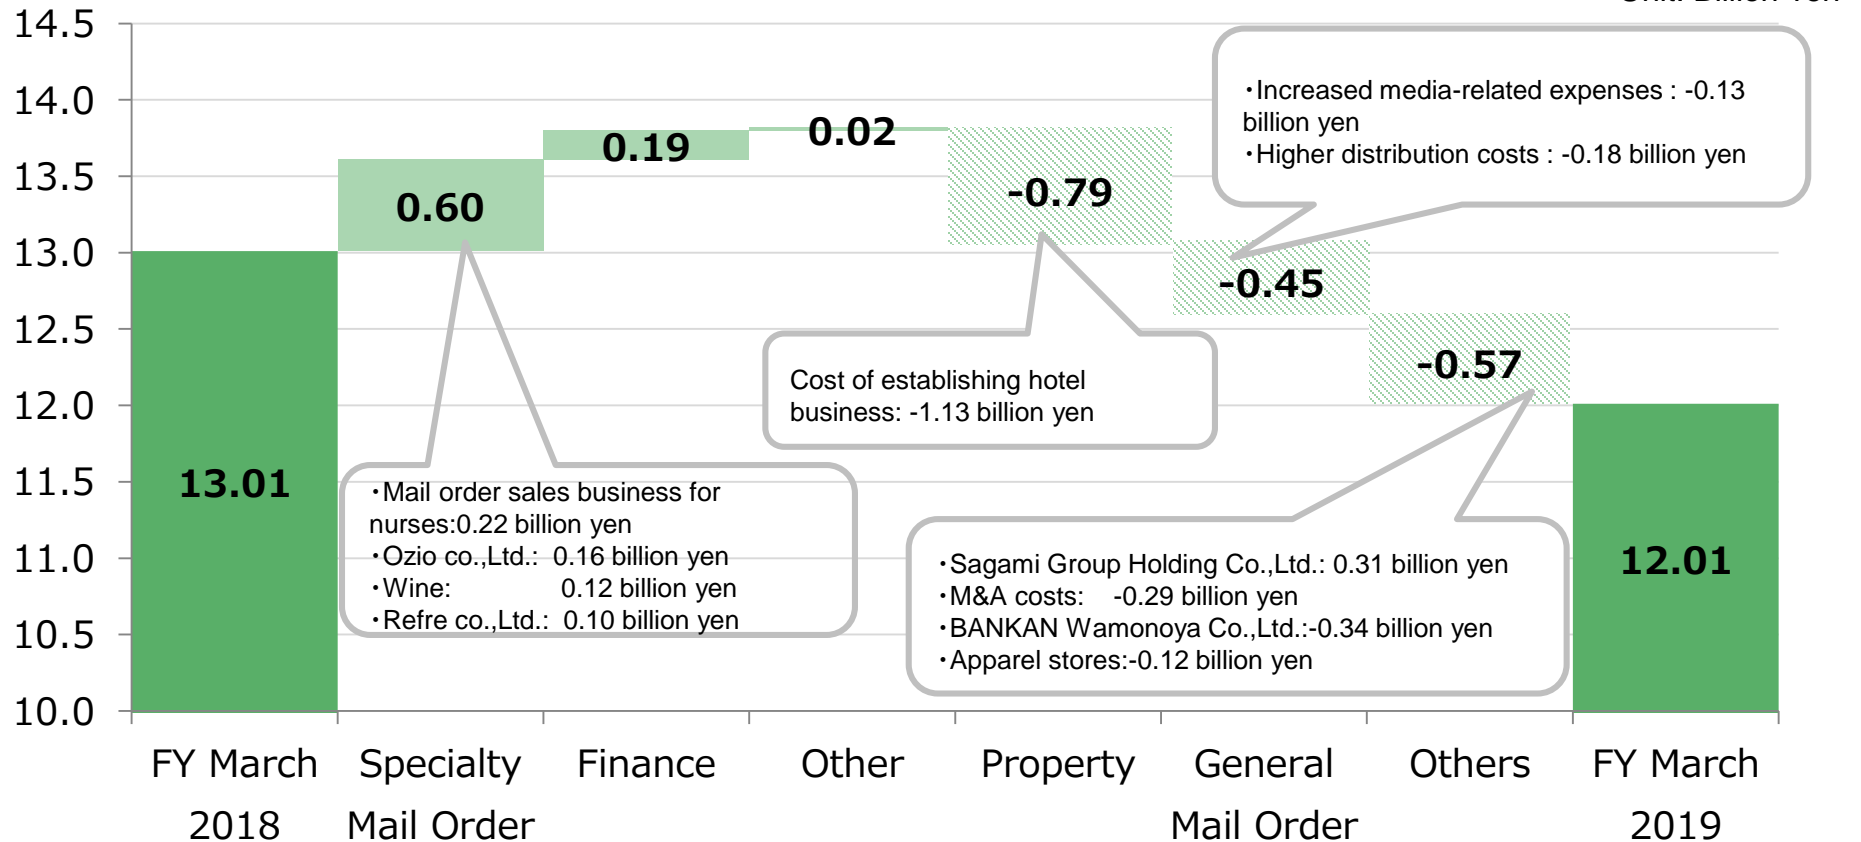 Unit: Billion Yen
14.5
14.0
13.5
13.0
12.5
12.0
11.5
11.0
10.5
10.0
13.01
0.60
0.19
0.02
-0.79
-0.45
-0.57
12.01
・Increased media-related expenses : -0.13
billion yen
・Higher distribution costs : -0.18 billion yen
Cost of establishing hotel
business: -1.13 billion yen
・Mail order sales business for
nurses:0.22 billion yen
・Ozio co.,Ltd.: 0.16 billion yen
・Wine: 0.12 billion yen
・Refre co.,Ltd.: 0.10 billion yen
・Sagami Group Holding Co.,Ltd.: 0.31 billion yen
・M&A costs: -0.29 billion yen
・BANKAN Wamonoya Co.,Ltd.:-0.34 billion yen
・Apparel stores:-0.12 billion yen
FY March
2018
Specialty
Mail Order
Finance
Other
Property
General
Mail Order
Others
FY March
2019